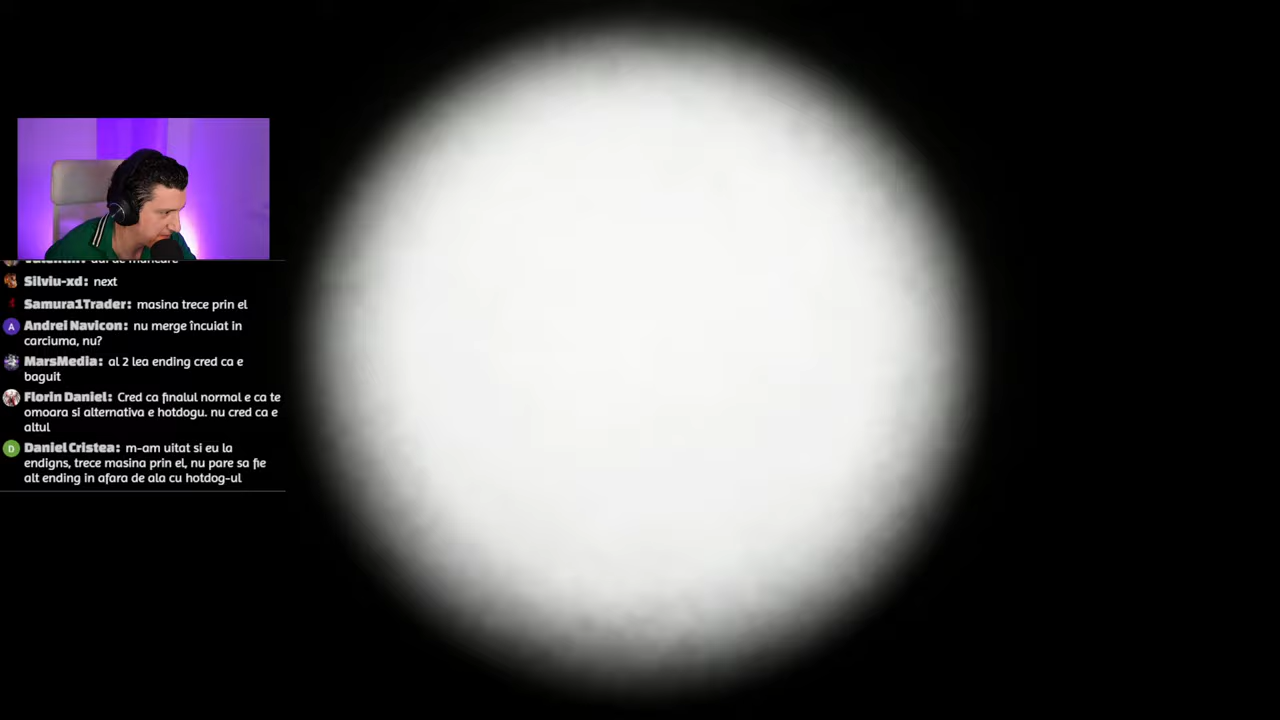 Silviu-xd: next
Samura1Trader: masina trece prin el
Andrei Navicon: nu merge încuiat in
carciuma, nu?
MarsMedia: al 2 lea ending cred ca e
baguit
Florin Daniel: Cred ca finalul normal e ca te
omoara si alternativa e hotdogu. nu cred ca e
altul
Daniel Cristea: m-am uitat si eu la
endigns, trece masina prin el, nu pare sa fie
alt ending in afara de ala cu hotdog-ul